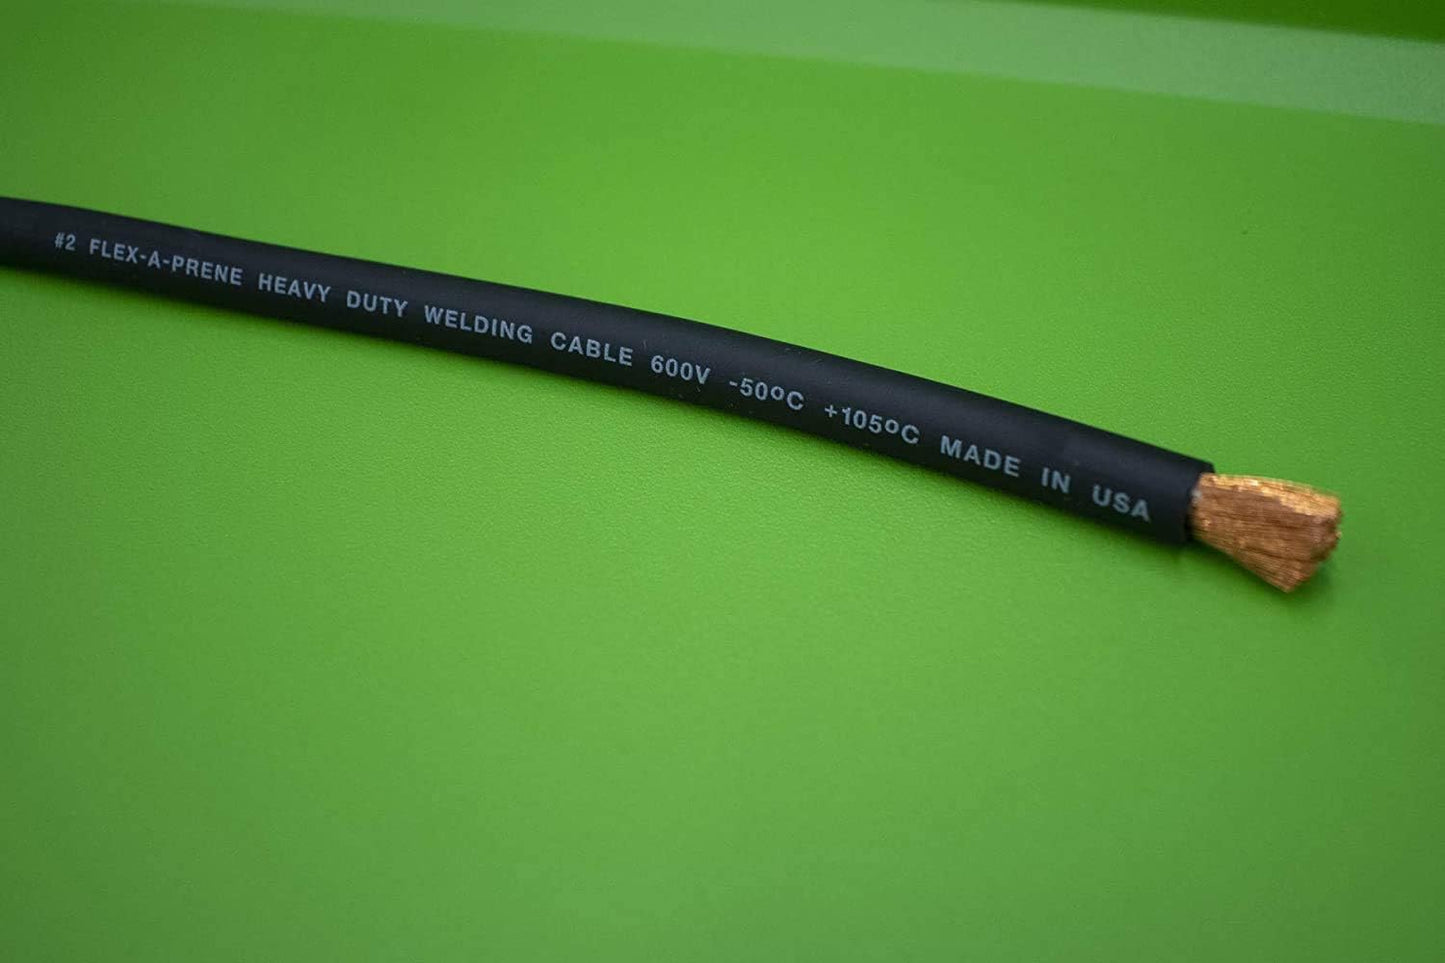 #2 FLEX-A-PRENE HEAVY DUTY WELDING CABLE 600V -50ºC +105ºC MADE IN USA